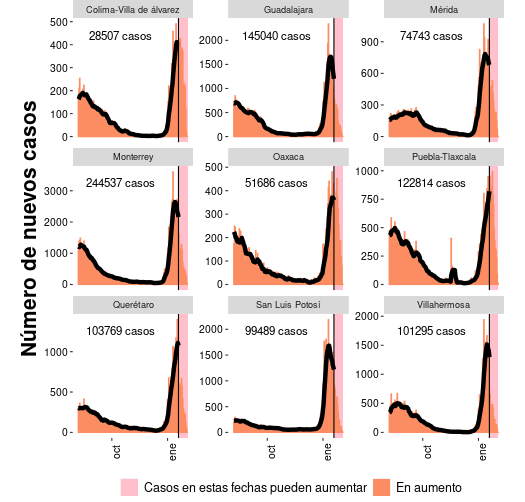 Número de nuevos casos
Colima-Villa de álvarez
28507 casos
500
400
300
200
100
0
Guadalajara
145040 casos
2000
1500
1000
500
0
Mérida
74743 casos
900
600
300
0
Monterrey
244537 casos
3000
2000
1000
0
Oaxaca
51686 casos
500
400
300
200
100
0
Puebla-Tlaxcala
122814 casos
1000
750
500
250
0
Querétaro
103769 casos
1000
500
0
San Luis Potosí
99489 casos
2000
1500
1000
500
0
Villahermosa
101295 casos
2000
1500
1000
500
0
oct
ene
oct
ene
oct
ene
Casos en estas fechas pueden aumentar
En aumento